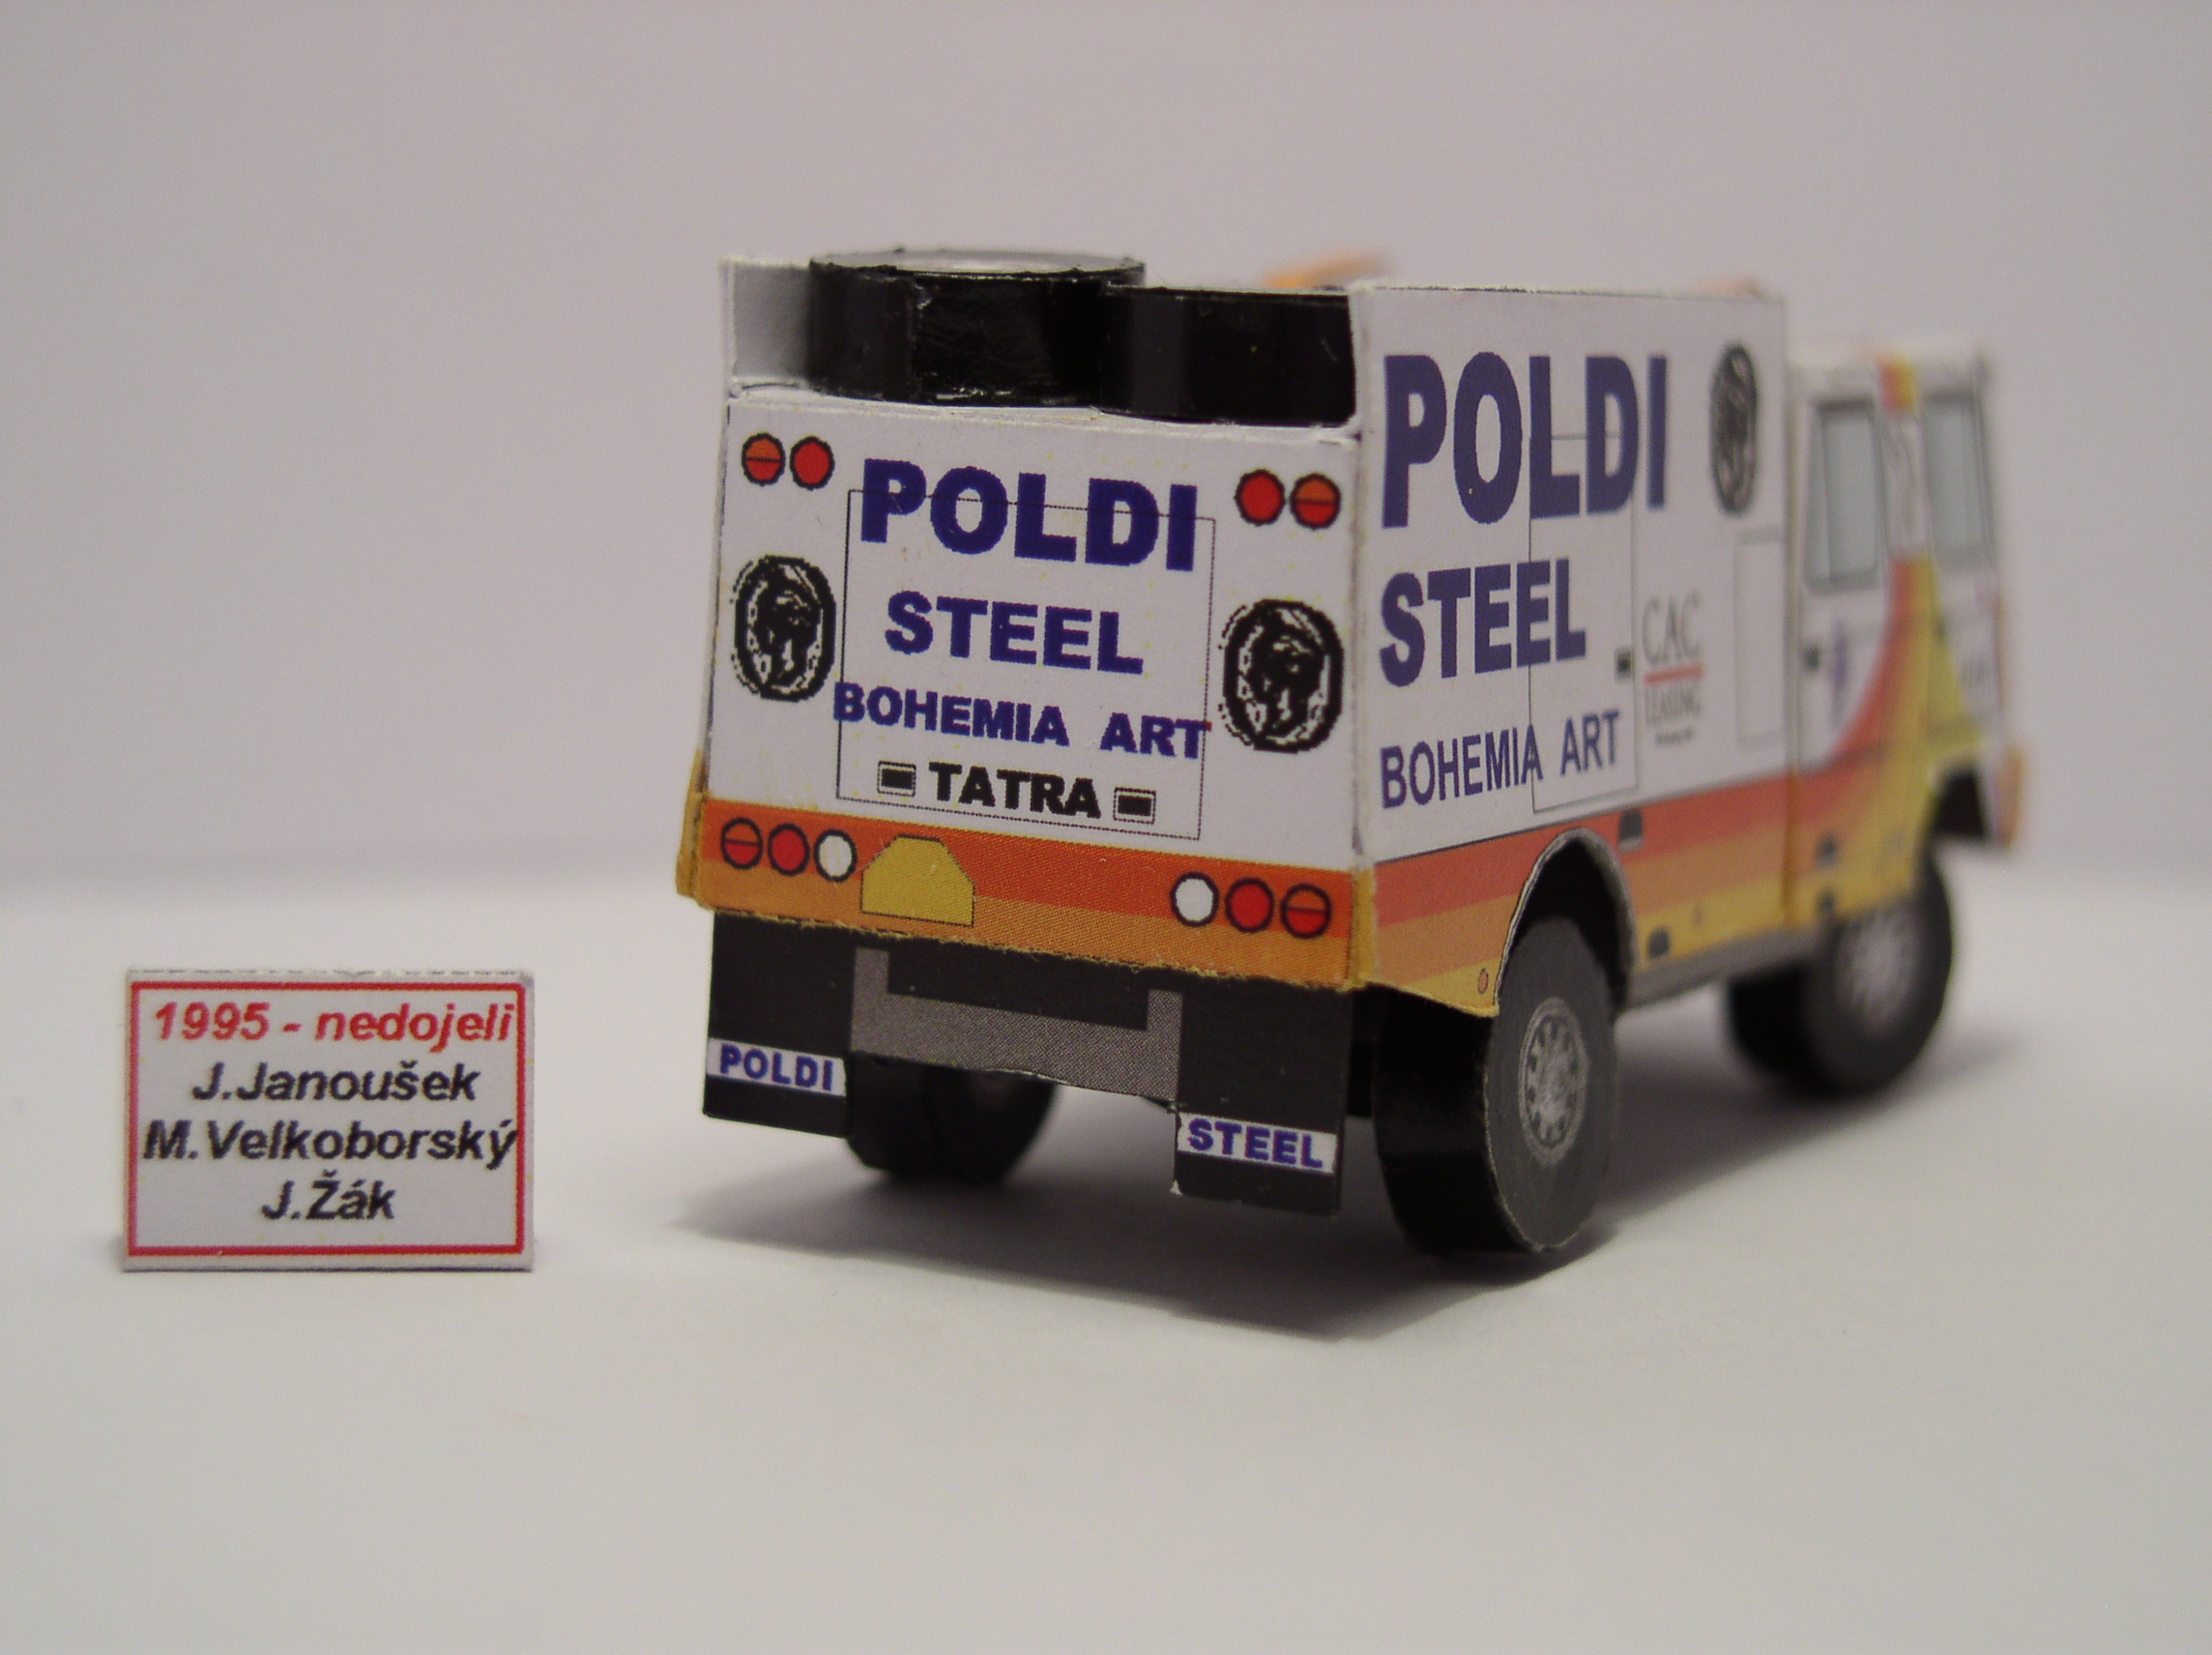 POLDI
STEEL
BOHEMIA ART
TATRA
POLDI
STEEL
POLDI
STEEL
BOHEMIA ART
CAC
LEASING
1995 - nedojeli
J.Janoušek
M.Velkoborský
J.Žák